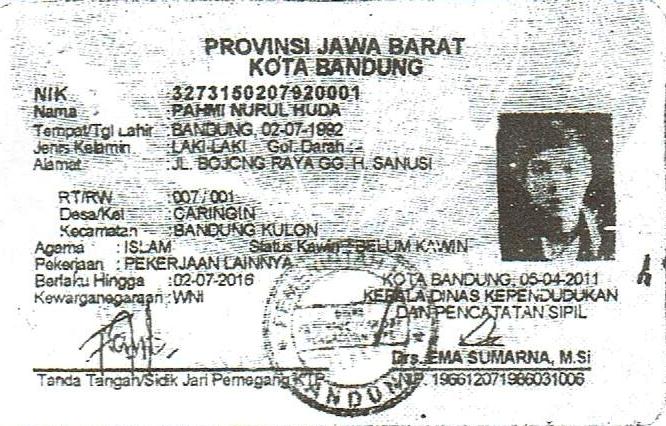 PROVINSI JAWA BARAT
KOTA BANDUNG
NIK : 3273150207920001
Nama : PAHMI NURUL HUDA
Tempat/Tgl Lahir : BANDUNG, 02-07-1992
Jenis Kelamin : LAKI-LAKI Gol. Darah : -
Alamat : JL. BOJONG RAYA GG. H. SANUSI
RT/RW : 007 / 001
Desa/Kel : CARINGIN
Kecamatan : BANDUNG KULON
Agama : ISLAM Status Kawin : BELUM KAWIN
Pekerjaan : PEKERJAAN LAINNYA
Berlaku Hingga : 02-07-2016
Kewarganegaraan : WNI
KOTA BANDUNG, 05-04-2011
KEPALA DINAS KEPENDUDUKAN
DAN PENCATATAN SIPIL
Drs. EMA SUMARNA, M.Si
NIP. 196612071986031006
Tanda Tangan/Sidik Jari Pemegang KTP
BANDUNG